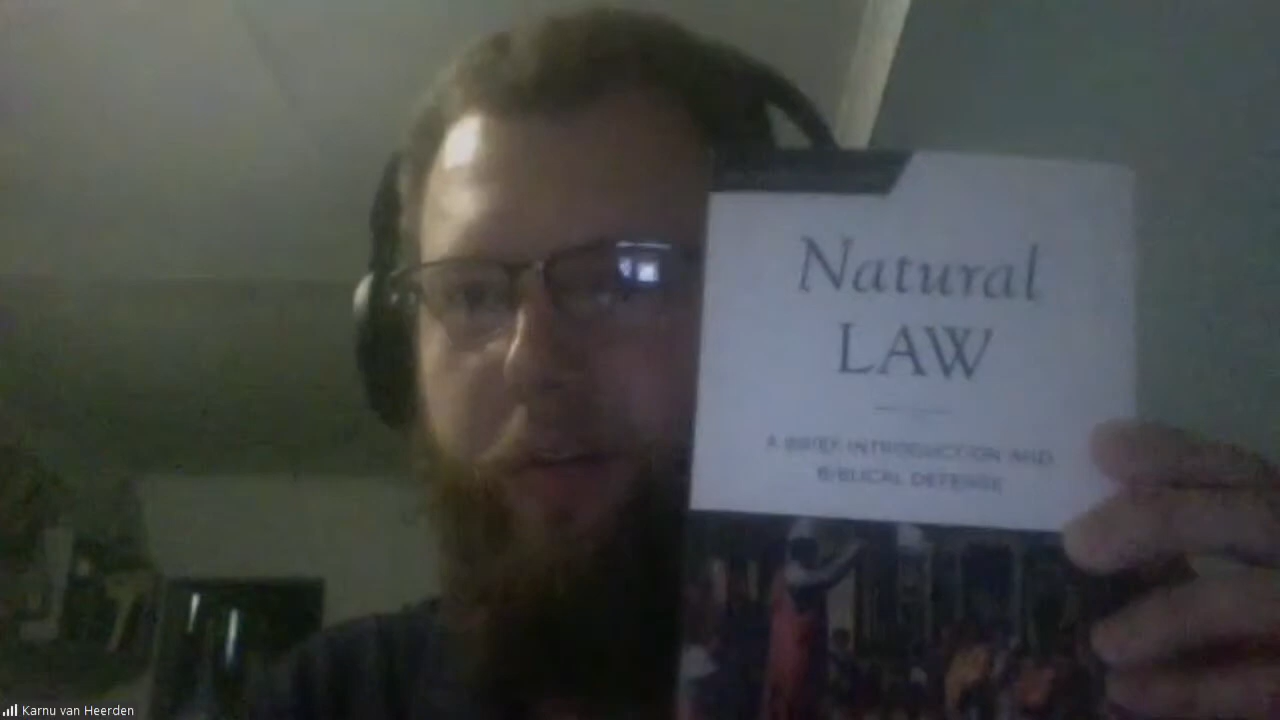 Natural
LAW
A BRIEF INTRODUCTION AND
BIBLICAL DEFENSE
Karnu van Heerden